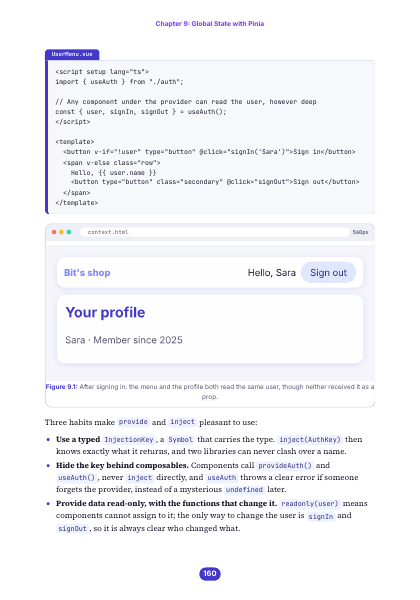 Chapter 9: Global State with Pinia
UserMenu.vue
<script setup lang="ts">
import { useAuth } from "./auth";
// Any component under the provider can read the user, however deep
const { user, signIn, signOut } = useAuth();
</script>
<template>
<button v-if="!user" type="button" @click="signIn('Sara')">Sign in</button>
<span v-else class="row">
Hello, {{ user.name }}
<button type="button" class="secondary" @click="signOut">Sign out</button>
</span>
</template>
context.html
560px
Bit's shop
Hello, Sara
Sign out
Your profile
Sara · Member since 2025
Figure 9.1: After signing in: the menu and the profile both read the same user, though neither received it as a
prop.
Three habits make provide and inject pleasant to use:
• Use a typed InjectionKey, a Symbol that carries the type. inject(AuthKey) then
knows exactly what it returns, and two libraries can never clash over a name.
• Hide the key behind composables. Components call provideAuth() and
useAuth(), never inject directly, and useAuth throws a clear error if someone
forgets the provider, instead of a mysterious undefined later.
• Provide data read-only, with the functions that change it. readonly(user) means
components cannot assign to it; the only way to change the user is signIn and
signOut, so it is always clear who changed what.
160